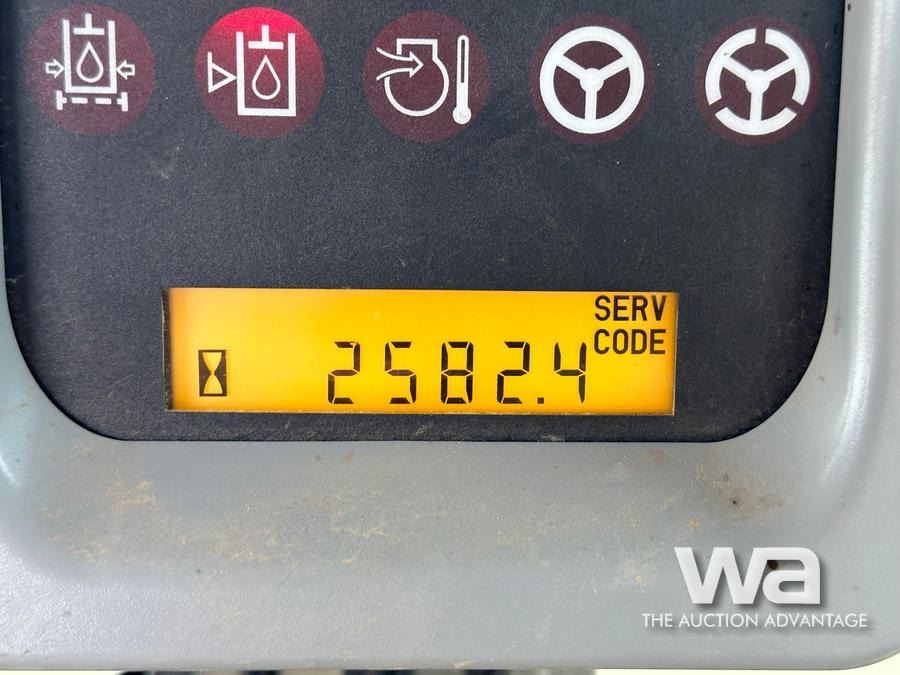 SERV
CODE
2582.4
wa
THE AUCTION ADVANTAGE